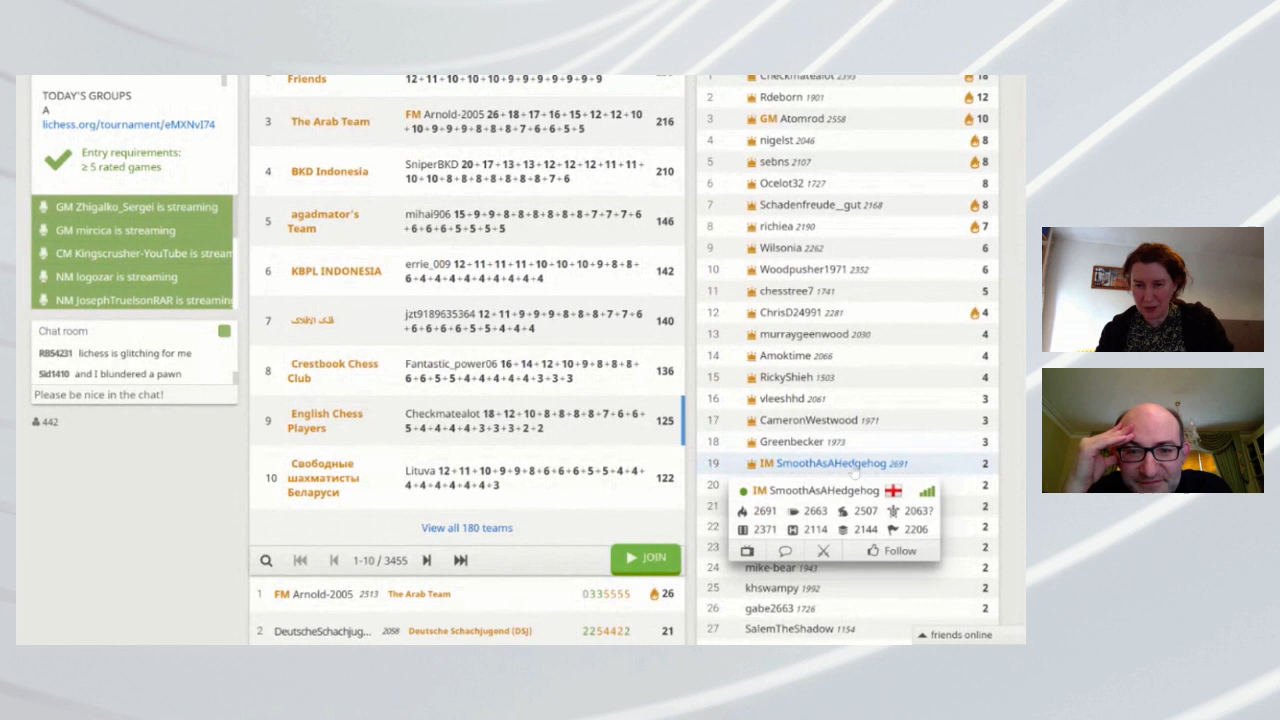 TODAY'S GROUPS
A
lichess.org/tournament/eMXNvI74
Entry requirements:
≥ 5 rated games
GM Zhigalko_Sergei is streaming
GM mircica is streaming
CM Kingscrusher-YouTube is stream
NM logozar is streaming
NM JosephTruelsonRAR is streaming
Chat room
RB54231 lichess is glitching for me
Sid1410 and I blundered a pawn
Please be nice in the chat!
442
Friends
12+11+10+10+10+9+9+9+9+9+9+9
3 The Arab Team
FM Arnold-2005 26+18+17+16+15+12+12+10
+10+9+9+9+8+8+8+7+6+6+5+5
216
4 BKD Indonesia
SniperBKD 20+17+13+13+12+12+12+11+11+
10+10+8+8+8+8+8+8+8+7+6
210
5 agadmator's
Team
mihai906 15+9+9+8+8+8+8+8+8+7+7+7+6
+6+6+6+5+5+5+5
146
6 KBPL INDONESIA
errie_009 12+11+11+11+10+10+10+9+8+8+
6+4+4+4+4+4+4+4+4+4
142
7
jzt9189635364 12+11+9+9+9+8+8+8+7+7+6
+6+6+6+6+5+5+4+4+4
140
8 Crestbook Chess
Club
Fantastic_power06 16+14+12+10+9+8+8+8+
6+6+5+5+4+4+4+4+4+3+3+3
136
9 English Chess
Players
Checkmatealot 18+12+10+8+8+8+8+7+6+6+
5+4+4+4+4+3+3+3+2+2
125
10 Свободные
шахматисты
Беларуси
Lituva 12+11+10+9+9+8+6+6+6+5+5+4+4+
4+4+4+4+4+4+3
122
View all 180 teams
1-10 / 3455
JOIN
1 FM Arnold-2005 2513 The Arab Team 0335555 26
2 DeutscheSchachjug... 2058 Deutsche Schachjugend (DSJ) 2254422 21
1 Checkmatealot 2393 18
2 Rdeborn 1901 12
3 GM Atomrod 2558 10
4 nigelst 2046 8
5 sebns 2107 8
6 Ocelot32 1727 8
7 Schadenfreude__gut 2168 8
8 richiea 2190 7
9 Wilsonia 2262 6
10 Woodpusher1971 2352 6
11 chesstree7 1741 5
12 ChrisD24991 2281 4
13 murraygeenwood 2030 4
14 Amoktime 2066 4
15 RickyShieh 1503 4
16 vleeshhd 2061 3
17 CameronWestwood 1971 3
18 Greenbecker 1973 3
19 IM SmoothAsAHedgehog 2691 2
20 2
IM SmoothAsAHedgehog
21 2
2691 2663 2507 2063?
22 2
2371 2114 2144 2206
23 2
Follow
24 mike-bear 1943 2
25 khswampy 1992 2
26 gabe2663 1726 2
27 SalemTheShadow 1154
friends online